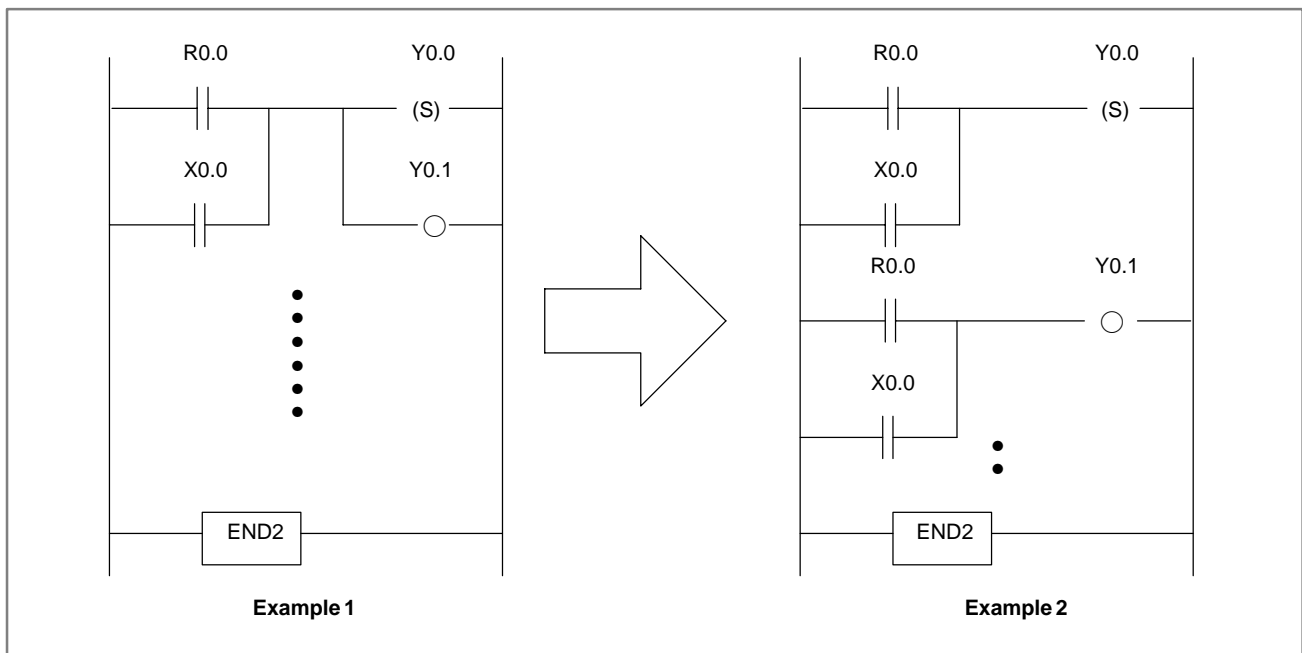 R0.0 Y0.0
(S)
X0.0 Y0.1
END2
Example 1
R0.0 Y0.0
(S)
X0.0
R0.0 Y0.1
X0.0
END2
Example 2